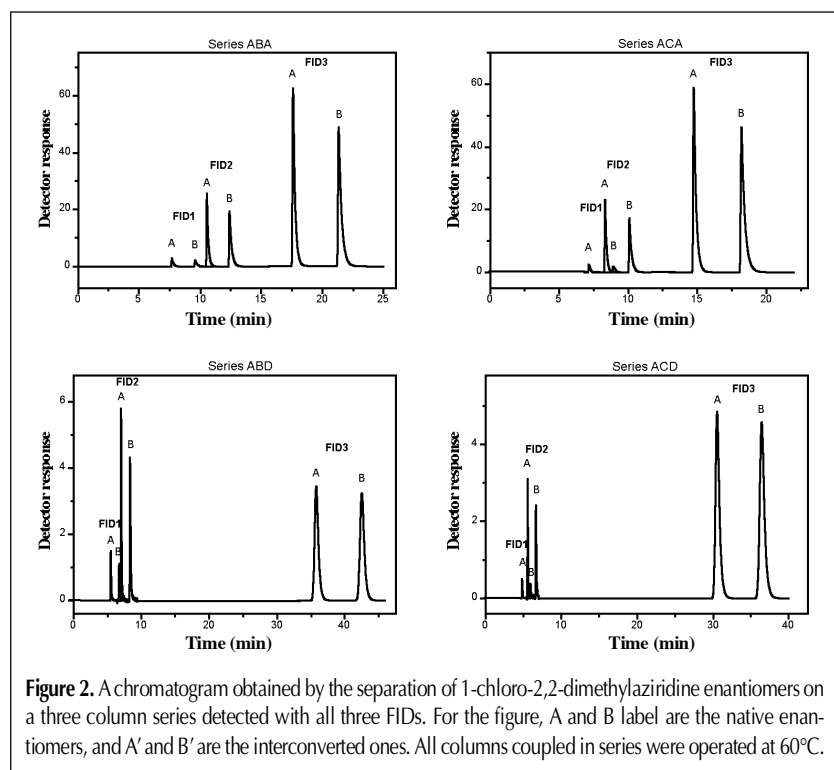 Series ABA
Detector response
60
40
20
0
0
5
10
15
20
25
Time (min)
FID1
FID2
FID3
A
B
A
B
A
B
Series ACA
Detector response
60
40
20
0
0
5
10
15
20
Time (min)
FID1
FID2
FID3
A
B
A
B
A
B
Series ABD
Detector response
6
4
2
0
0
10
20
30
40
Time (min)
FID1
FID2
FID3
A
B
A
B
A
B
Series ACD
Detector response
4
2
0
0
10
20
30
40
Time (min)
FID1
FID2
FID3
A
B
A
B
A
B
Figure 2. A chromatogram obtained by the separation of 1-chloro-2,2-dimethylaziridine enantiomers on
a three column series detected with all three FIDs. For the figure, A and B label are the native enan-
tiomers, and A′ and B′ are the interconverted ones. All columns coupled in series were operated at 60°C.